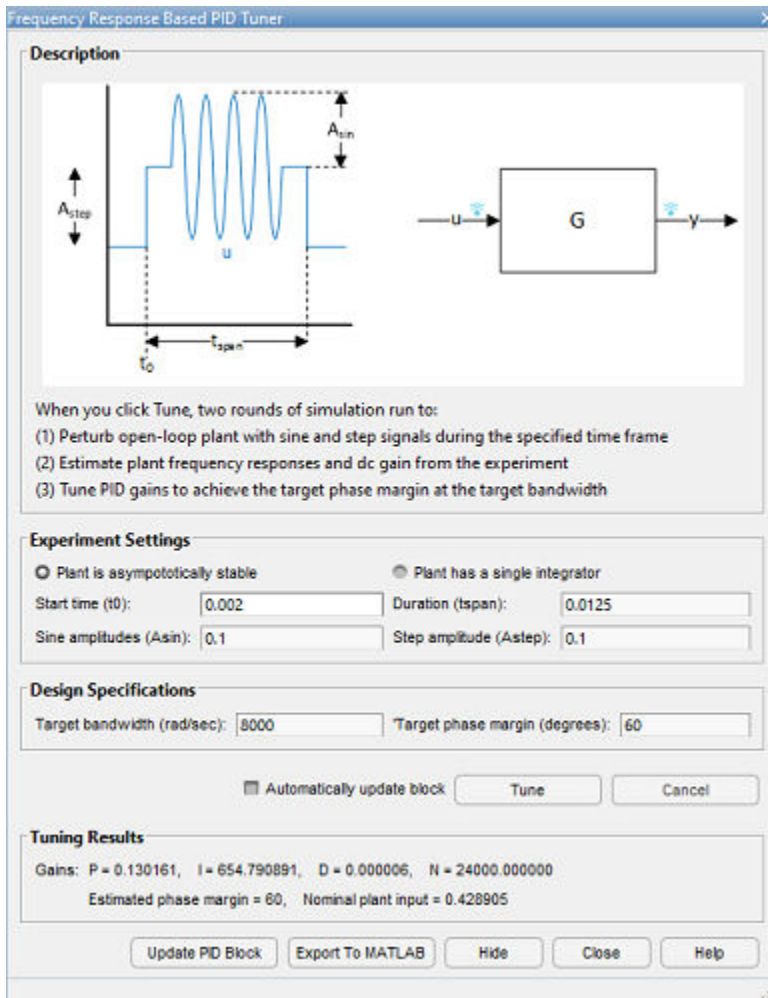 Frequency Response Based PID Tuner
Description
A_step
A_sin
u
t_span
t_0
u
G
y
When you click Tune, two rounds of simulation run to:
(1) Perturb open-loop plant with sine and step signals during the specified time frame
(2) Estimate plant frequency responses and dc gain from the experiment
(3) Tune PID gains to achieve the target phase margin at the target bandwidth
Experiment Settings
Plant is asympototically stable Plant has a single integrator
Start time (t0): 0.002 Duration (tspan): 0.0125
Sine amplitudes (Asin): 0.1 Step amplitude (Astep): 0.1
Design Specifications
Target bandwidth (rad/sec): 8000 'Target phase margin (degrees): 60
Automatically update block Tune Cancel
Tuning Results
Gains: P = 0.130161, I = 654.790891, D = 0.000006, N = 24000.000000
Estimated phase margin = 60, Nominal plant input = 0.428905
Update PID Block Export To MATLAB Hide Close Help